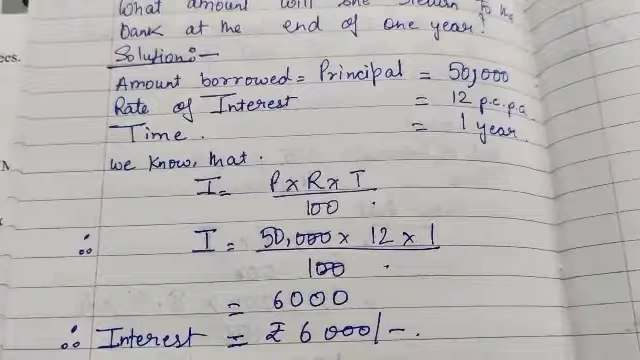 What amount will she return to the
bank at the end of one year?
Solution:-
Amount borrowed = Principal = 50,000
Rate of Interest = 12 p.c.p.a
Time. = 1 year
we know, that.
I = P x R x T
100
∴ I = 50,000 x 12 x 1
100
= 6000
∴ Interest = ₹ 6000/-.